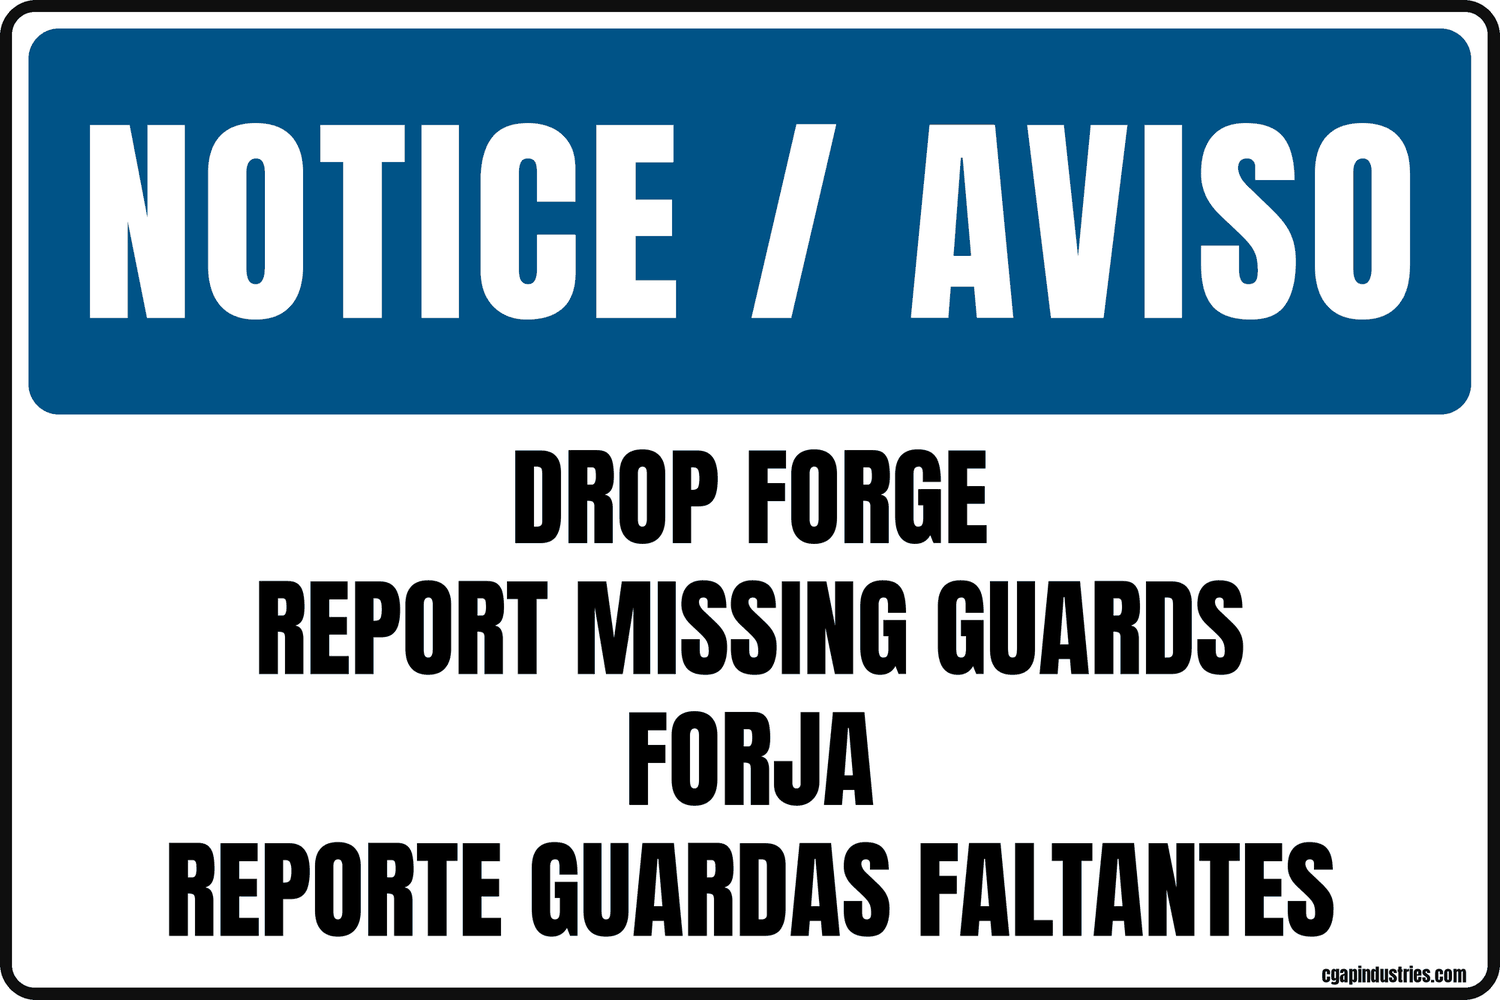 NOTICE / AVISO
DROP FORGE
REPORT MISSING GUARDS
FORJA
REPORTE GUARDAS FALTANTES
cgapindustries.com